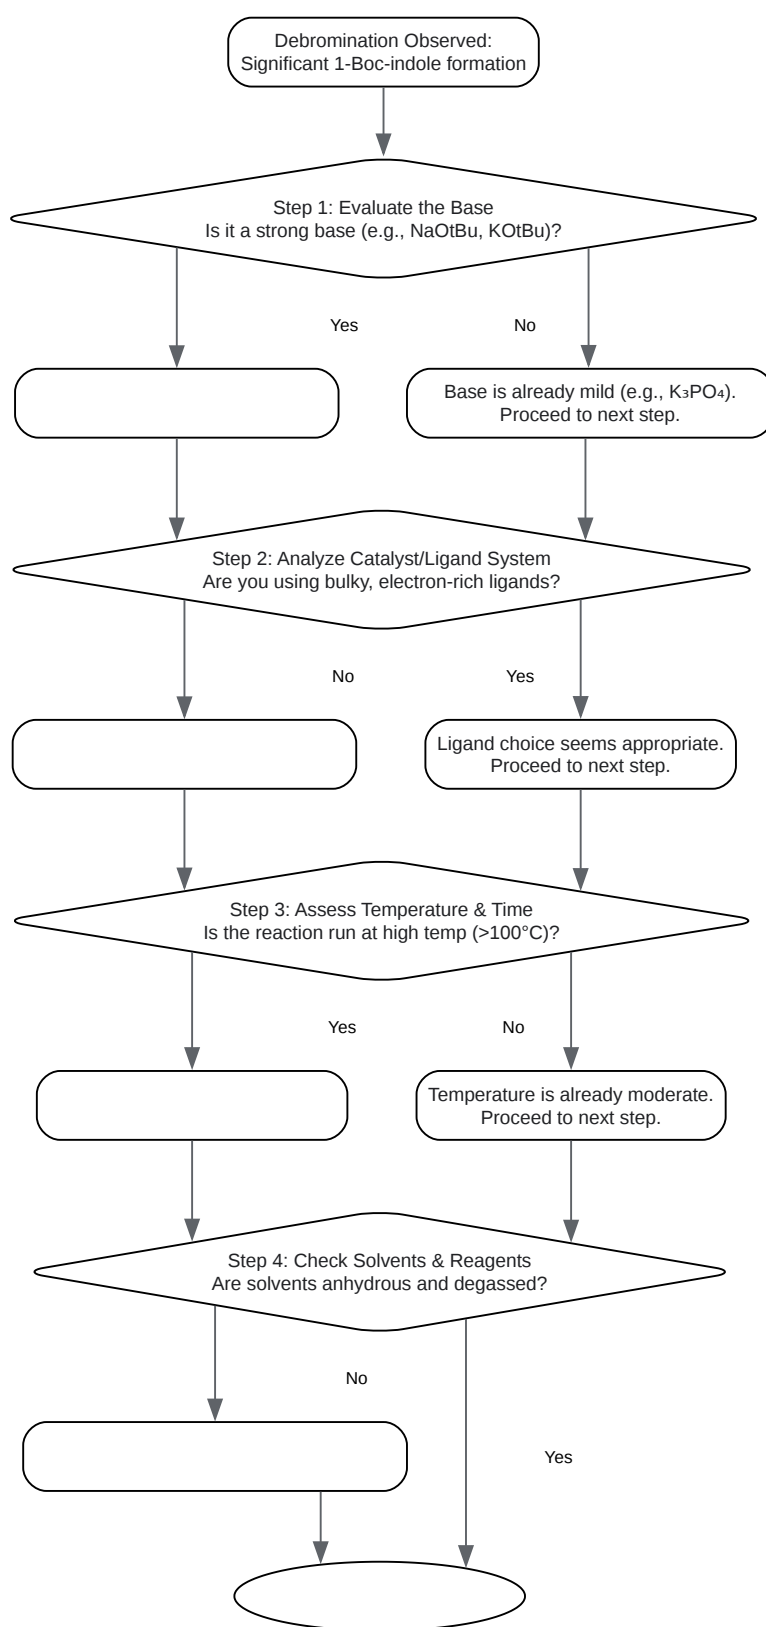 Debromination Observed:
Significant 1-Boc-indole formation
Step 1: Evaluate the Base
Is it a strong base (e.g., NaOtBu, KOtBu)?
Yes
No
Base is already mild (e.g., K₃PO₄).
Proceed to next step.
Step 2: Analyze Catalyst/Ligand System
Are you using bulky, electron-rich ligands?
No
Yes
Ligand choice seems appropriate.
Proceed to next step.
Step 3: Assess Temperature & Time
Is the reaction run at high temp (>100°C)?
Yes
No
Temperature is already moderate.
Proceed to next step.
Step 4: Check Solvents & Reagents
Are solvents anhydrous and degassed?
No
Yes